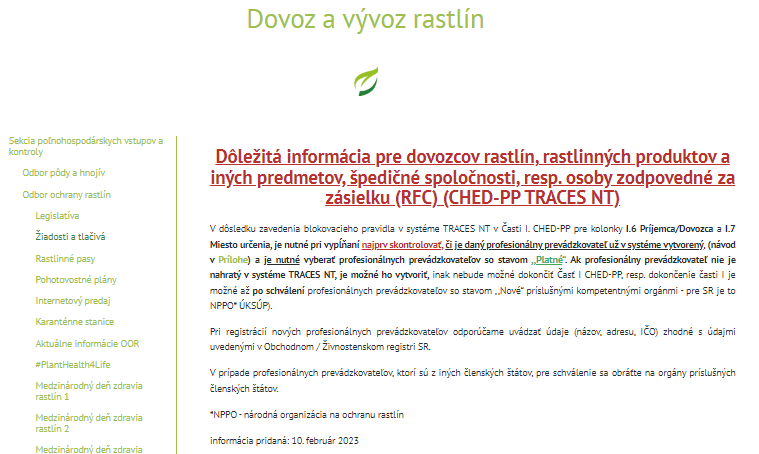 Dovoz a vývoz rastlín
Sekcia poľnohospodárskych vstupov a
kontroly
Odbor pôdy a hnojív
Odbor ochrany rastlín
Legislatíva
Žiadosti a tlačivá
Rastlinné pasy
Pohotovostné plány
Internetový predaj
Karanténne stanice
Aktuálne informácie OOR
#PlantHealth4Life
Medzinárodný deň zdravia
rastlín 1
Medzinárodný deň zdravia
rastlín 2
Medzinárodný deň zdravia
Dôležitá informácia pre dovozcov rastlín, rastlinných produktov a
iných predmetov, špedičné spoločnosti, resp. osoby zodpovedné za
zásielku (RFC) (CHED-PP TRACES NT)
V dôsledku zavedenia blokovacieho pravidla v systéme TRACES NT v Časti I. CHED-PP pre kolonky I.6 Príjemca/Dovozca a I.7
Miesto určenia, je nutné pri vypĺňaní najprv skontrolovať, či je daný profesionálny prevádzkovateľ už v systéme vytvorený, (návod
v Prílohe) a je nutné vyberať profesionálnych prevádzkovateľov so stavom ,,Platné“. Ak profesionálny prevádzkovateľ nie je
nahratý v systéme TRACES NT, je možné ho vytvoriť, inak nebude možné dokončiť Časť I CHED-PP, resp. dokončenie časti I je
možné až po schválení profesionálnych prevádzkovateľov so stavom ,,Nové“ príslušnými kompetentnými orgánmi - pre SR je to
NPPO* ÚKSÚP).
Pri registrácií nových profesionálnych prevádzkovateľov odporúčame uvádzať údaje (názov, adresu, IČO) zhodné s údajmi
uvedenými v Obchodnom / Živnostenskom registri SR.
V prípade profesionálnych prevádzkovateľov, ktorí sú z iných členských štátov, pre schválenie sa obráťte na orgány príslušných
členských štátov.
*NPPO - národná organizácia na ochranu rastlín
informácia pridaná: 10. február 2023